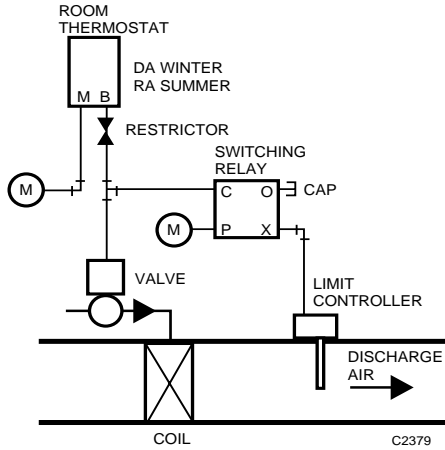 ROOM
THERMOSTAT
DA WINTER
RA SUMMER
M B
RESTRICTOR
SWITCHING
RELAY
M
C O
CAP
M
P X
VALVE
LIMIT
CONTROLLER
DISCHARGE
AIR
COIL
C2379